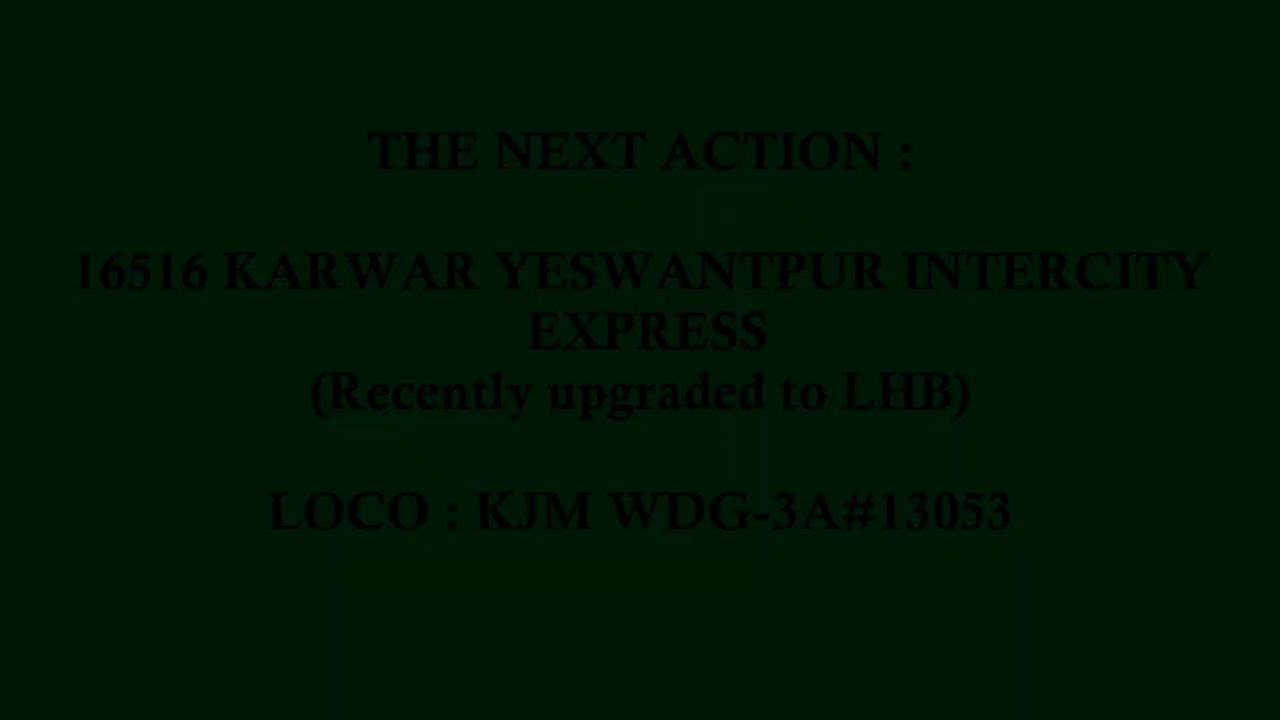 THE NEXT ACTION :
16516 KARWAR YESWANTPUR INTERCITY
EXPRESS
(Recently upgraded to LHB)
LOCO : KJM WDG-3A#13053